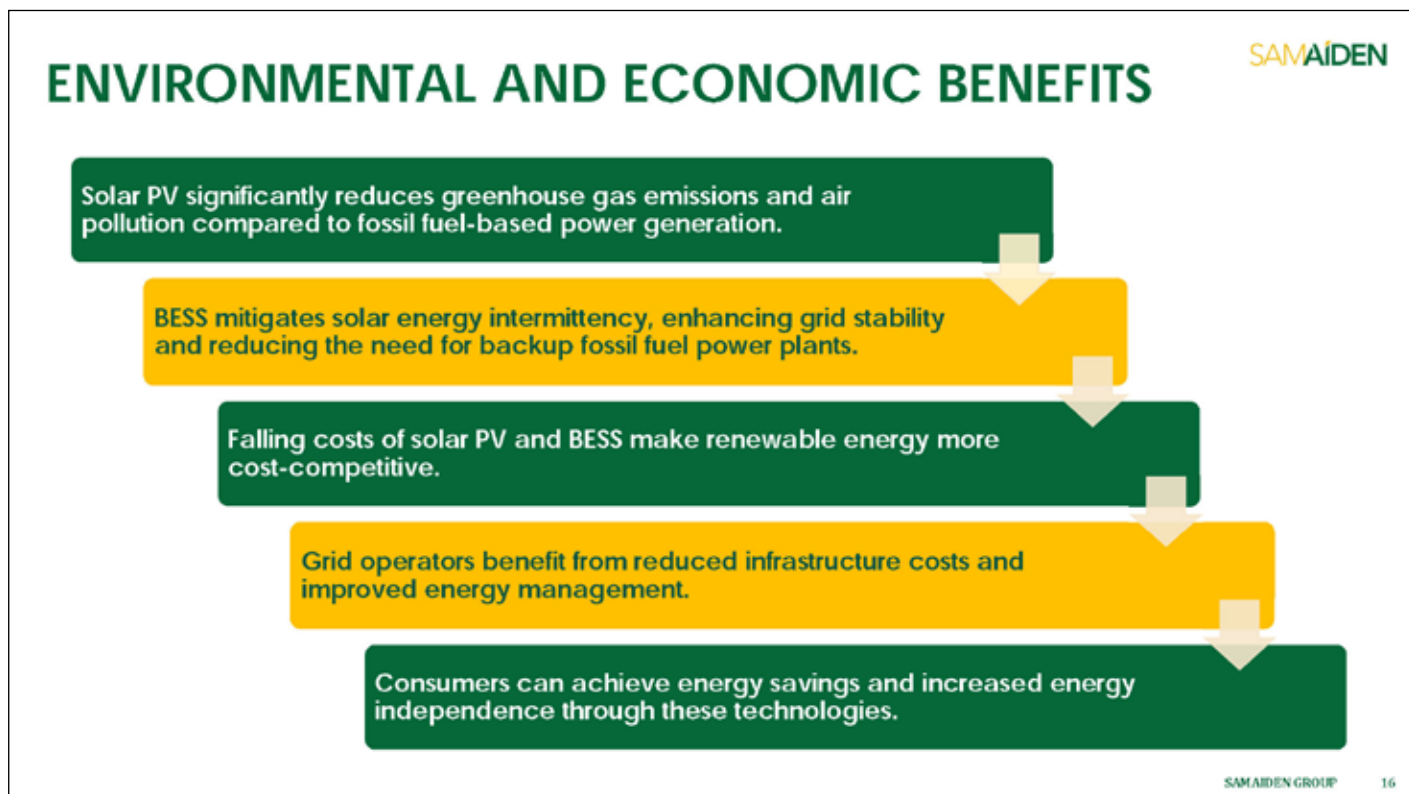 SAMAIDEN
ENVIRONMENTAL AND ECONOMIC BENEFITS
Solar PV significantly reduces greenhouse gas emissions and air
pollution compared to fossil fuel-based power generation.
BESS mitigates solar energy intermittency, enhancing grid stability
and reducing the need for backup fossil fuel power plants.
Falling costs of solar PV and BESS make renewable energy more
cost-competitive.
Grid operators benefit from reduced infrastructure costs and
improved energy management.
Consumers can achieve energy savings and increased energy
independence through these technologies.
SAMAIDEN GROUP 16